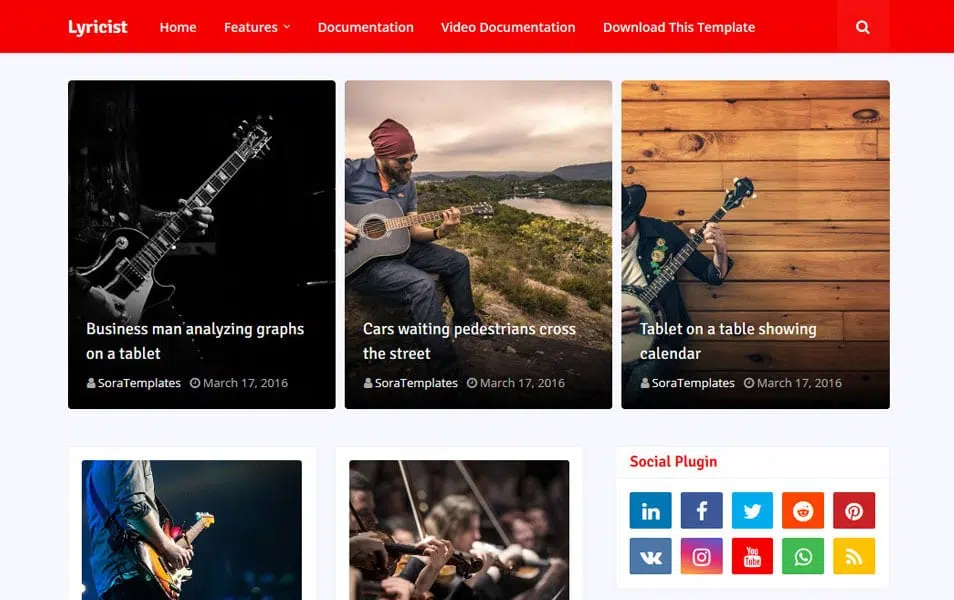 Lyricist Home Features Documentation Video Documentation Download This Template
Business man analyzing graphs
on a tablet
SoraTemplates March 17, 2016
Cars waiting pedestrians cross
the street
SoraTemplates March 17, 2016
Tablet on a table showing
calendar
SoraTemplates March 17, 2016
Social Plugin
You
Tube